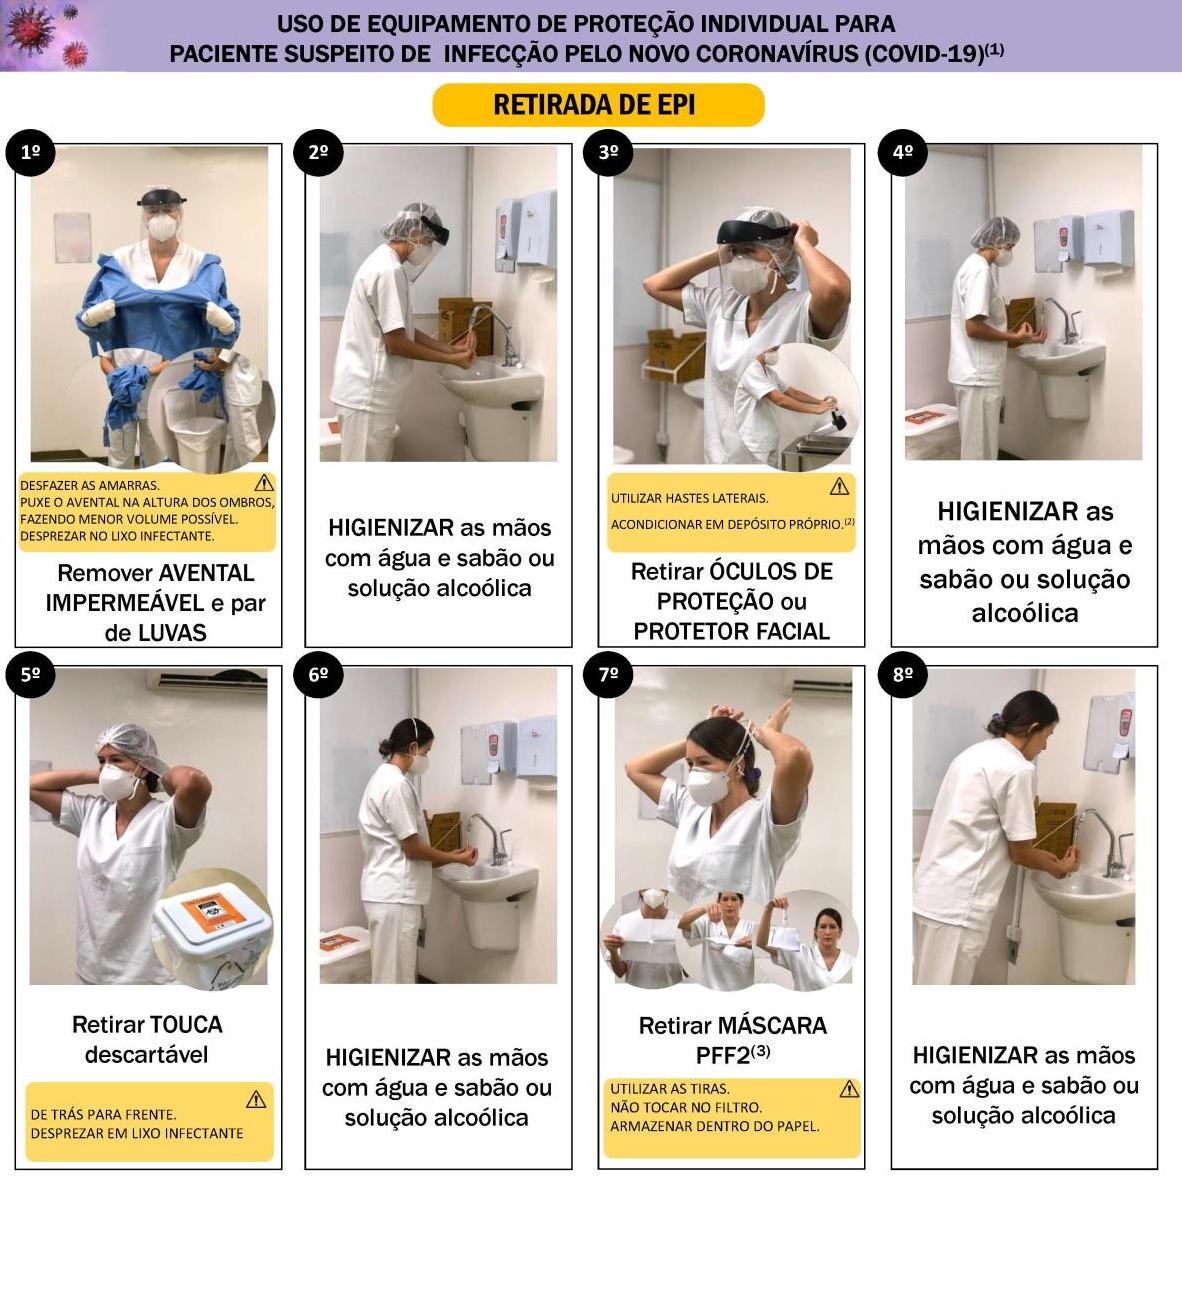 USO DE EQUIPAMENTO DE PROTEÇÃO INDIVIDUAL PARA
PACIENTE SUSPEITO DE INFECÇÃO PELO NOVO CORONAVÍRUS (COVID-19)(1)
RETIRADA DE EPI
1º
DESFAZER AS AMARRAS.
PUXE O AVENTAL NA ALTURA DOS OMBROS,
FAZENDO MENOR VOLUME POSSÍVEL.
DESPREZAR NO LIXO INFECTANTE.
Remover AVENTAL
IMPERMEÁVEL e par
de LUVAS
2º
HIGIENIZAR as mãos
com água e sabão ou
solução alcoólica
3º
UTILIZAR HASTES LATERAIS.
ACONDICIONAR EM DEPÓSITO PRÓPRIO.(2)
Retirar ÓCULOS DE
PROTEÇÃO ou
PROTETOR FACIAL
4º
HIGIENIZAR as
mãos com água e
sabão ou solução
alcoólica
5º
Retirar TOUCA
descartável
DE TRÁS PARA FRENTE.
DESPREZAR EM LIXO INFECTANTE
6º
HIGIENIZAR as mãos
com água e sabão ou
solução alcoólica
7º
Retirar MÁSCARA
PFF2(3)
UTILIZAR AS TIRAS.
NÃO TOCAR NO FILTRO.
ARMAZENAR DENTRO DO PAPEL.
8º
HIGIENIZAR as mãos
com água e sabão ou
solução alcoólica